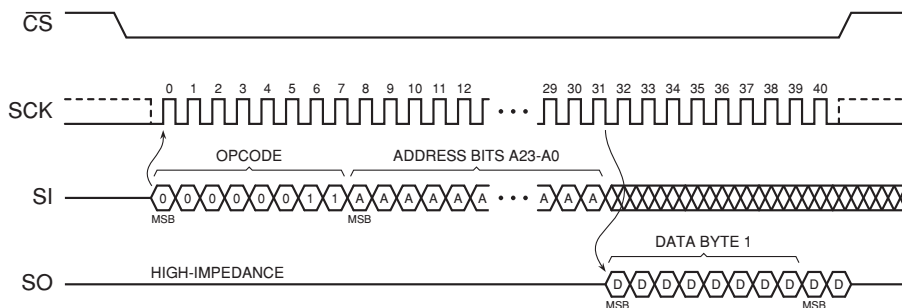 CS
0 1 2 3 4 5 6 7 8 9 10 11 12 29 30 31 32 33 34 35 36 37 38 39 40
SCK
OPCODE ADDRESS BITS A23-A0
SI 0 0 0 0 0 0 1 1 A A A A A A A A A
MSB MSB
DATA BYTE 1
SO HIGH-IMPEDANCE D D D D D D D D D D
MSB MSB